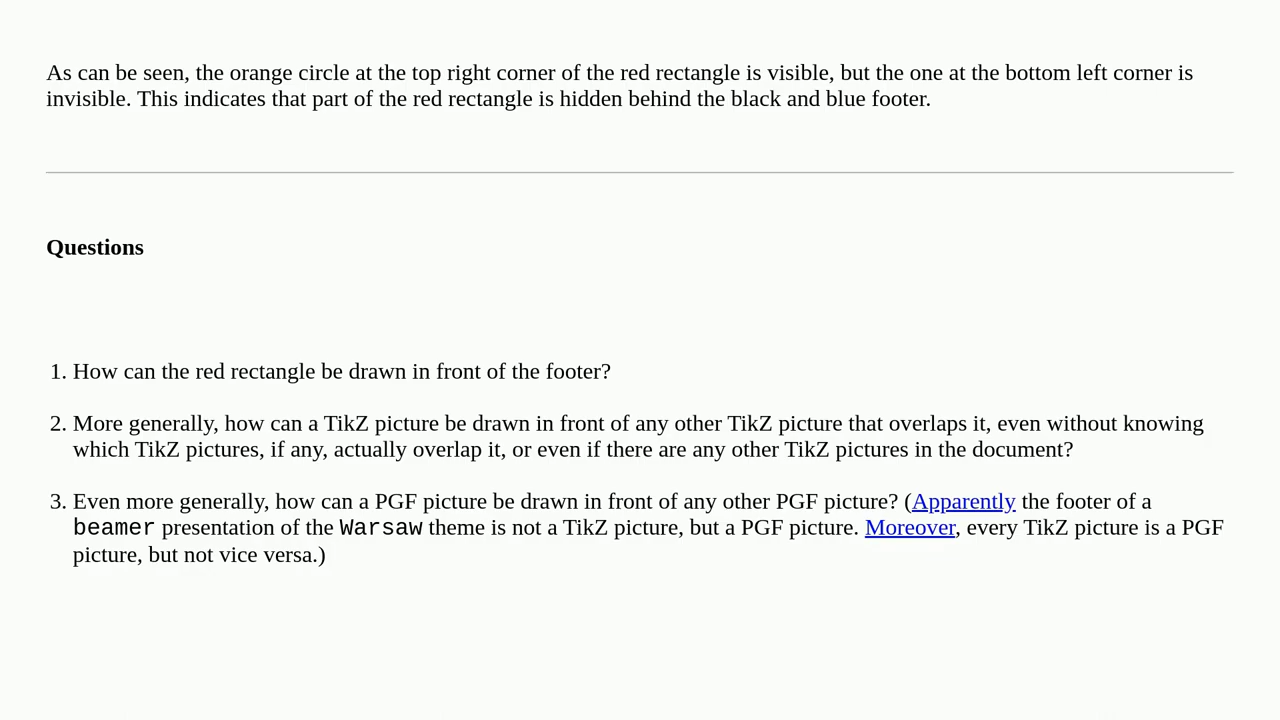 As can be seen, the orange circle at the top right corner of the red rectangle is visible, but the one at the bottom left corner is
invisible. This indicates that part of the red rectangle is hidden behind the black and blue footer.
Questions
1. How can the red rectangle be drawn in front of the footer?
2. More generally, how can a TikZ picture be drawn in front of any other TikZ picture that overlaps it, even without knowing
which TikZ pictures, if any, actually overlap it, or even if there are any other TikZ pictures in the document?
3. Even more generally, how can a PGF picture be drawn in front of any other PGF picture? (Apparently the footer of a
beamer presentation of the Warsaw theme is not a TikZ picture, but a PGF picture. Moreover, every TikZ picture is a PGF
picture, but not vice versa.)